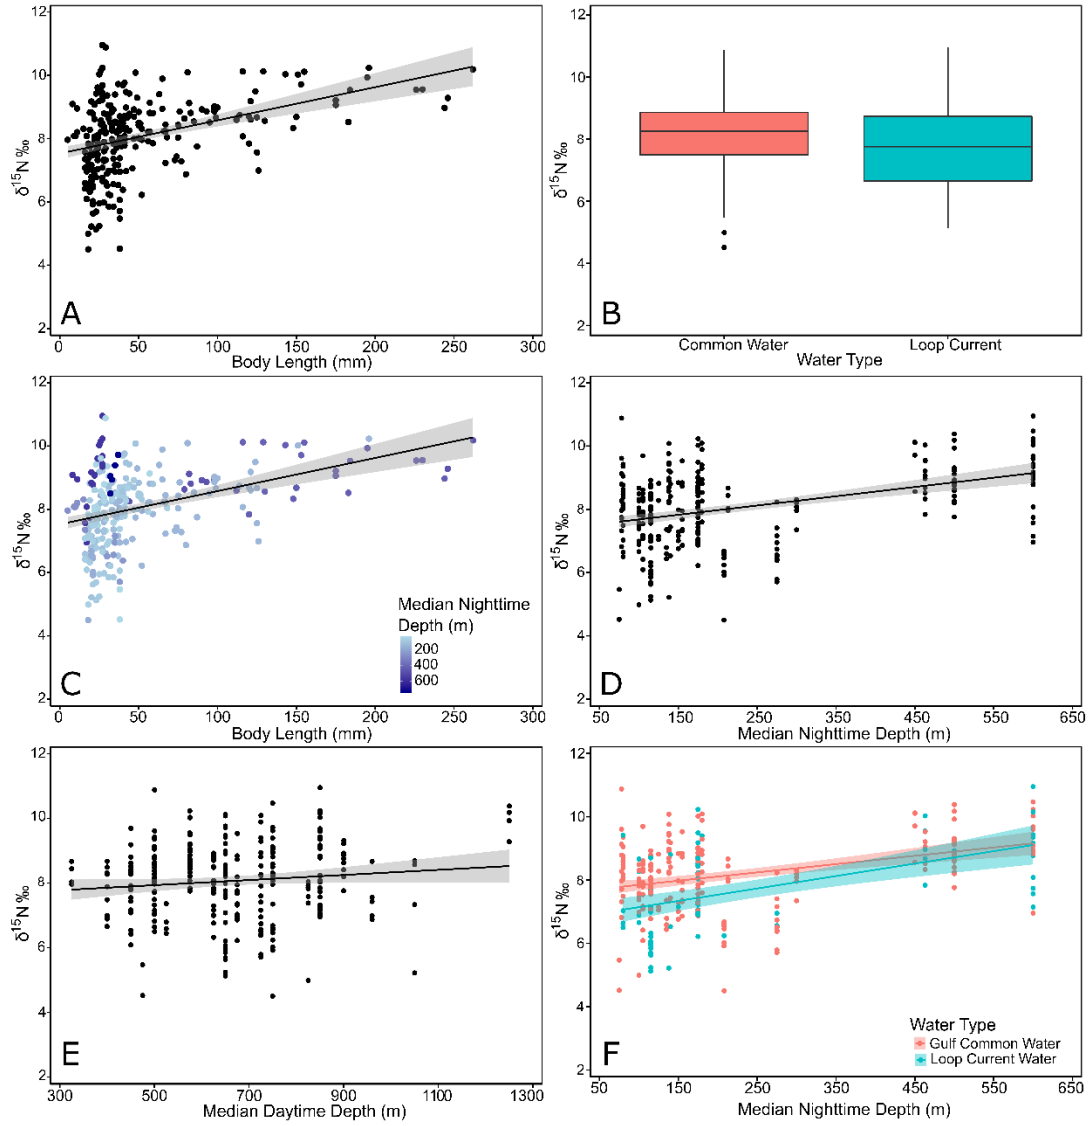 12
10
8
6
4
2
δ¹⁵N ‰
A
0 50 100 150 200 250 300
Body Length (mm)
12
10
8
6
4
2
δ¹⁵N ‰
B
Common Water Loop Current
Water Type
12
10
8
6
4
2
δ¹⁵N ‰
Median Nighttime
Depth (m)
200
400
600
C
0 50 100 150 200 250 300
Body Length (mm)
12
10
8
6
4
2
δ¹⁵N ‰
D
50 150 250 350 450 550 650
Median Nighttime Depth (m)
12
10
8
6
4
2
δ¹⁵N ‰
E
300 500 700 900 1100 1300
Median Daytime Depth (m)
12
10
8
6
4
2
δ¹⁵N ‰
Water Type
Gulf Common Water
Loop Current Water
F
50 150 250 350 450 550 650
Median Nighttime Depth (m)